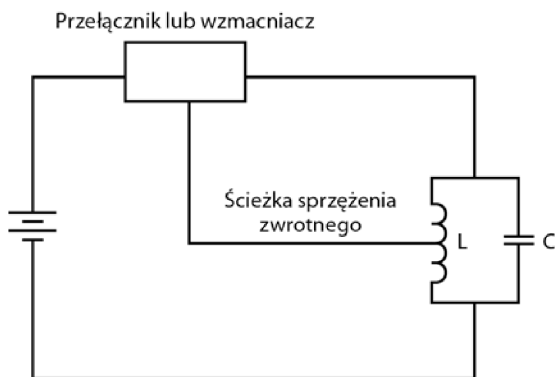 Przełącznik lub wzmacniacz
Ścieżka sprzężenia
zwrotnego
L
C